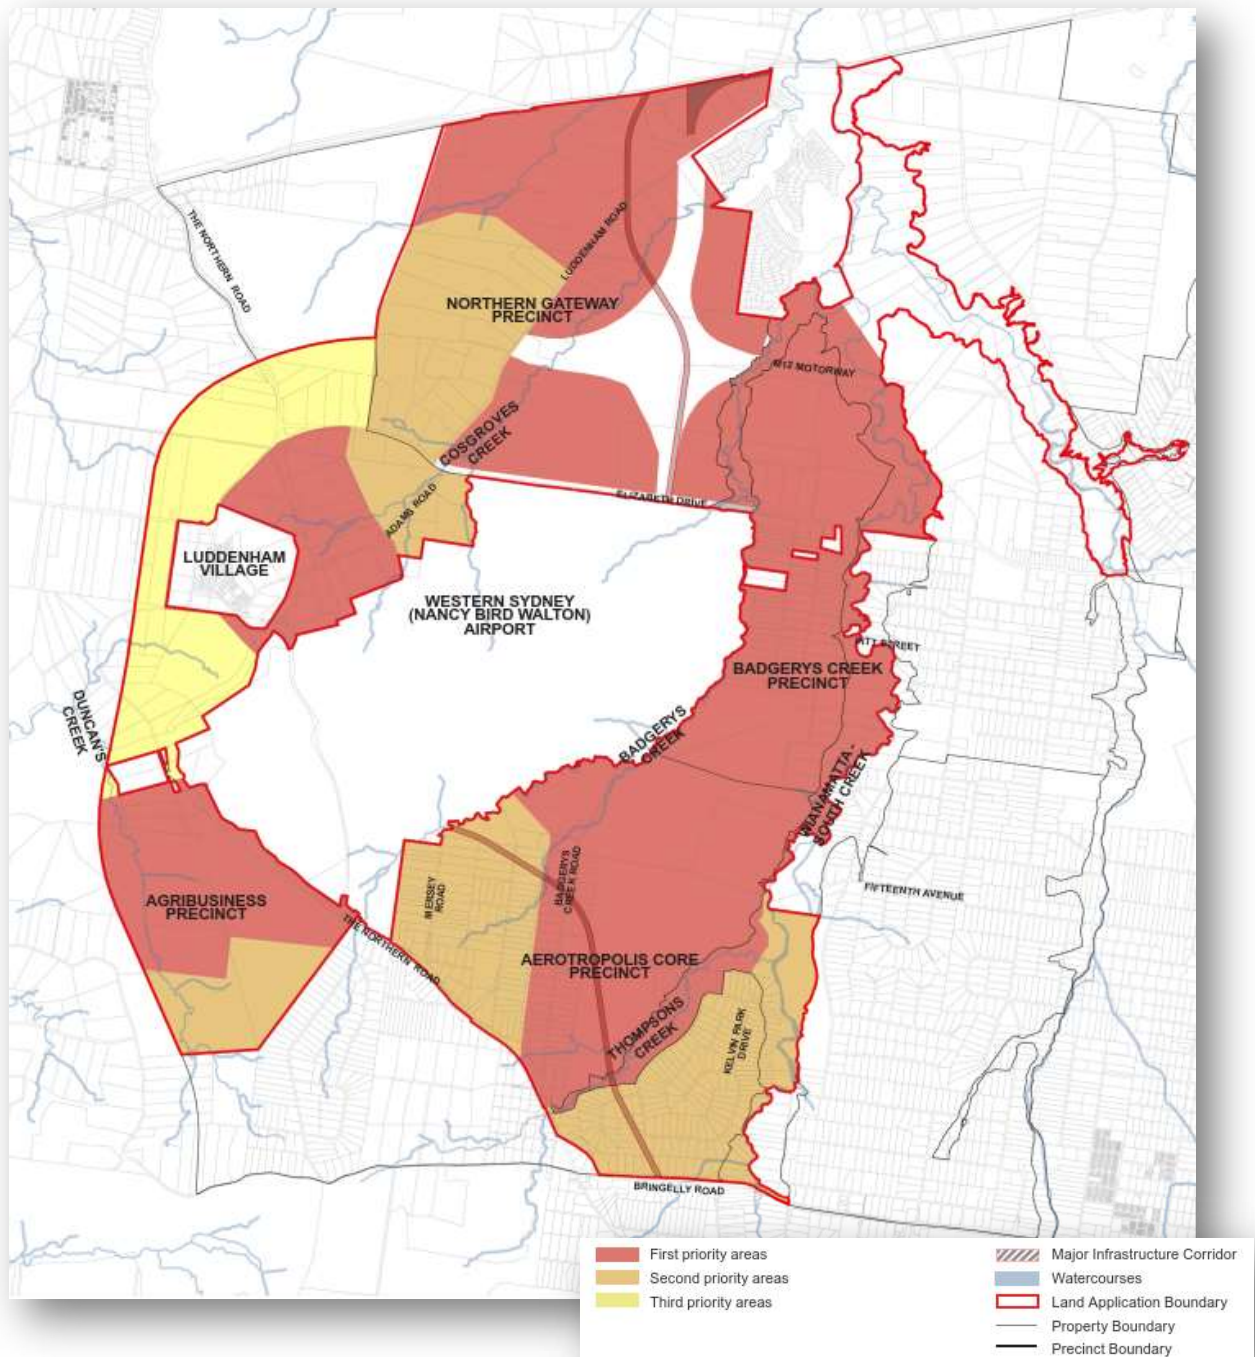 THE NORTHERN ROAD
LUDDENHAM ROAD
NORTHERN GATEWAY
PRECINCT
M12 MOTORWAY
COSGROVES
CREEK
ADAMS ROAD
ELIZABETH DRIVE
LUDDENHAM
VILLAGE
WESTERN SYDNEY
(NANCY BIRD WALTON)
AIRPORT
PITT STREET
BADGERYS CREEK
PRECINCT
DUNCAN'S
CREEK
BADGERYS
CREEK
WIANAMATTA -
SOUTH CREEK
MERSEY
ROAD
BADGERYS
CREEK ROAD
FIFTEENTH AVENUE
AGRIBUSINESS
PRECINCT
THE NORTHERN ROAD
AEROTROPOLIS CORE
PRECINCT
THOMPSONS
CREEK
KELVIN PARK
DRIVE
BRINGELLY ROAD
First priority areas
Second priority areas
Third priority areas
Major Infrastructure Corridor
Watercourses
Land Application Boundary
Property Boundary
Precinct Boundary